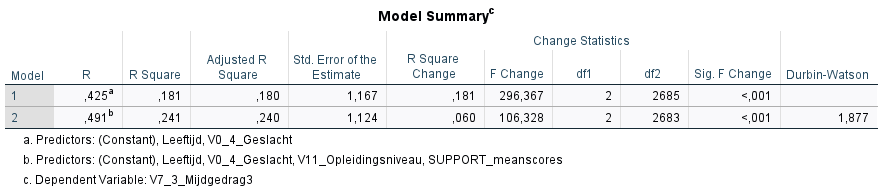 Model Summaryc
Change Statistics
Model R R Square Adjusted R Square Std. Error of the Estimate R Square Change F Change df1 df2 Sig. F Change Durbin-Watson
1 ,425a ,181 ,180 1,167 ,181 296,367 2 2685 <,001
2 ,491b ,241 ,240 1,124 ,060 106,328 2 2683 <,001 1,877
a. Predictors: (Constant), Leeftijd, V0_4_Geslacht
b. Predictors: (Constant), Leeftijd, V0_4_Geslacht, V11_Opleidingsniveau, SUPPORT_meanscores
c. Dependent Variable: V7_3_Mijdgedrag3